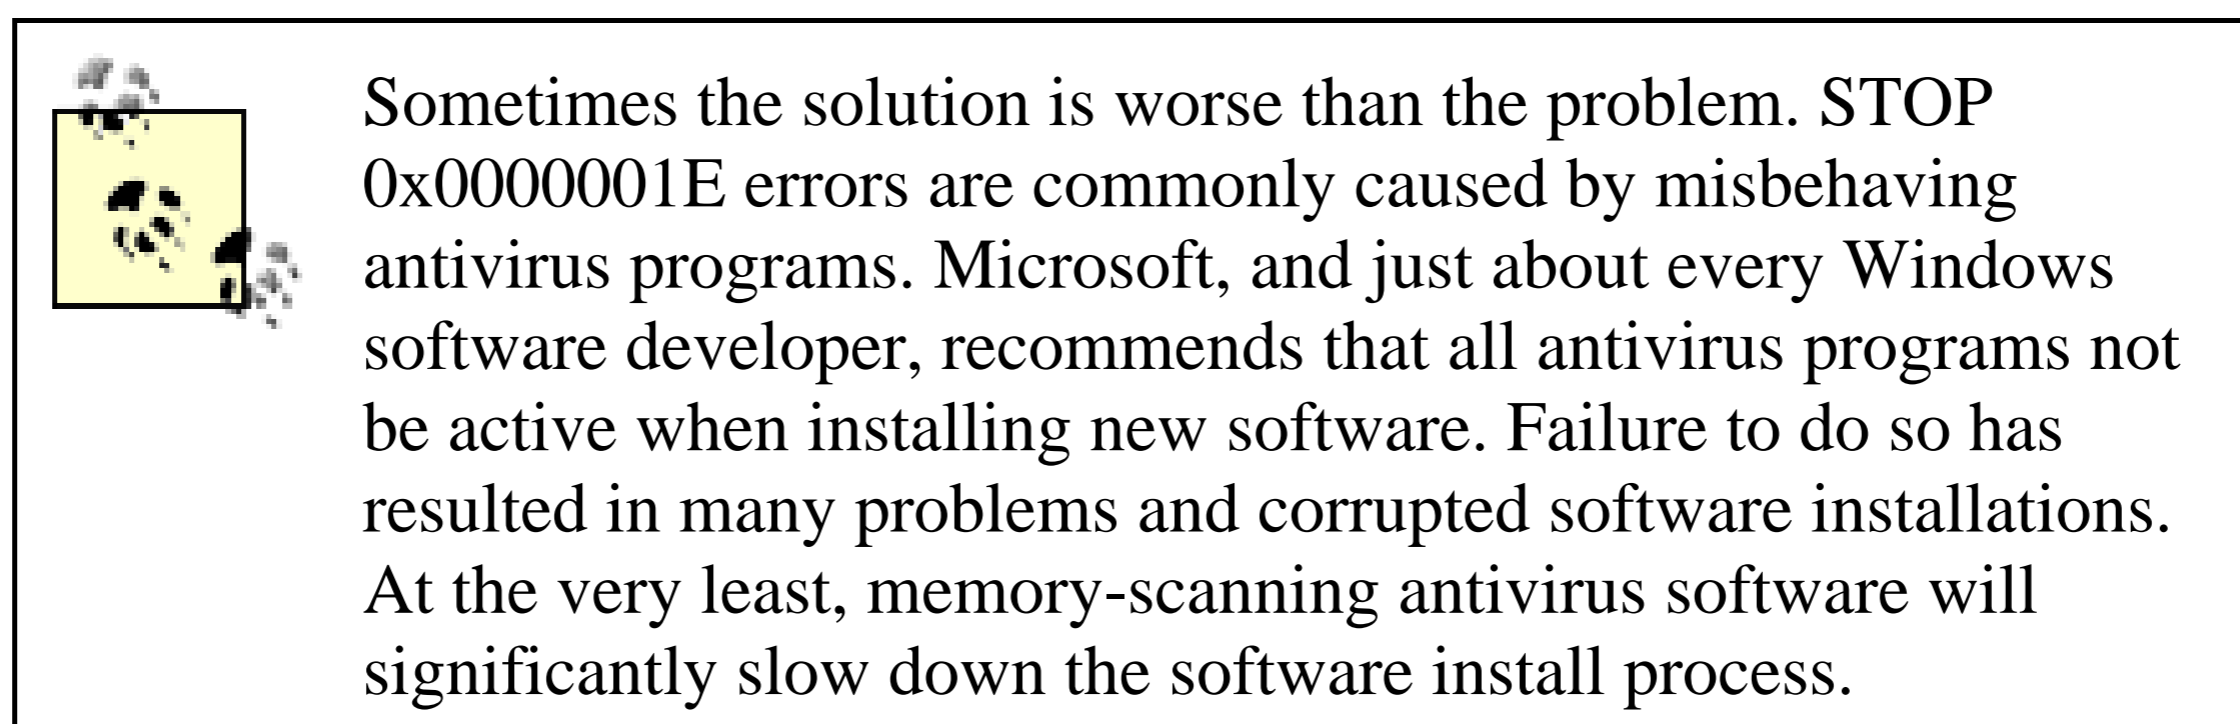 Sometimes the solution is worse than the problem. STOP
0x0000001E errors are commonly caused by misbehaving
antivirus programs. Microsoft, and just about every Windows
software developer, recommends that all antivirus programs not
be active when installing new software. Failure to do so has
resulted in many problems and corrupted software installations.
At the very least, memory-scanning antivirus software will
significantly slow down the software install process.